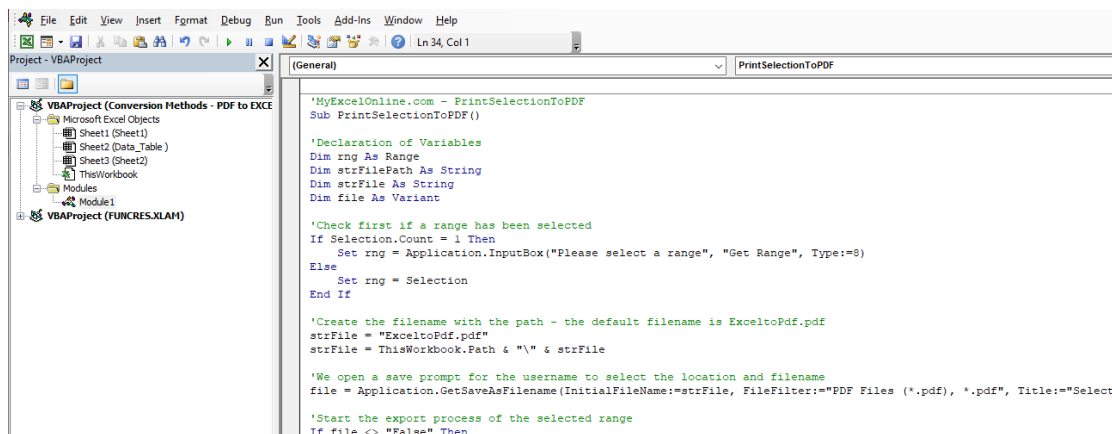 File Edit View Insert Format Debug Run Tools Add-Ins Window Help
Ln 34, Col 1
Project - VBAProject
(General) PrintSelectionToPDF
VBAProject (Conversion Methods - PDF to EXCE
Microsoft Excel Objects
Sheet1 (Sheet1)
Sheet2 (Data_Table )
Sheet3 (Sheet2)
ThisWorkbook
Modules
Module1
VBAProject (FUNCRES.XLAM)
'MyExcelOnline.com - PrintSelectionToPDF
Sub PrintSelectionToPDF()
'Declaration of Variables
Dim rng As Range
Dim strFilePath As String
Dim strFile As String
Dim file As Variant
'Check first if a range has been selected
If Selection.Count = 1 Then
Set rng = Application.InputBox("Please select a range", "Get Range", Type:=8)
Else
Set rng = Selection
End If
'Create the filename with the path - the default filename is ExceltoPdf.pdf
strFile = "ExceltoPdf.pdf"
strFile = ThisWorkbook.Path & "\" & strFile
'We open a save prompt for the username to select the location and filename
file = Application.GetSaveAsFilename(InitialFileName:=strFile, FileFilter:="PDF Files (*.pdf), *.pdf", Title:="Select
'Start the export process of the selected range
If file <> "False" Then